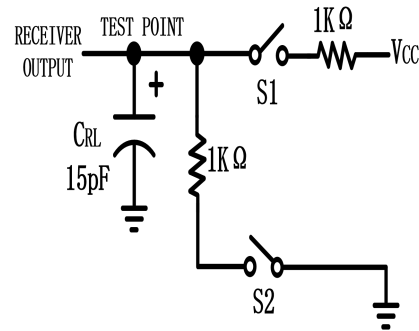 1KΩ
RECEIVER TEST POINT
OUTPUT
VCC
S1
CRL
15pF
1KΩ
S2